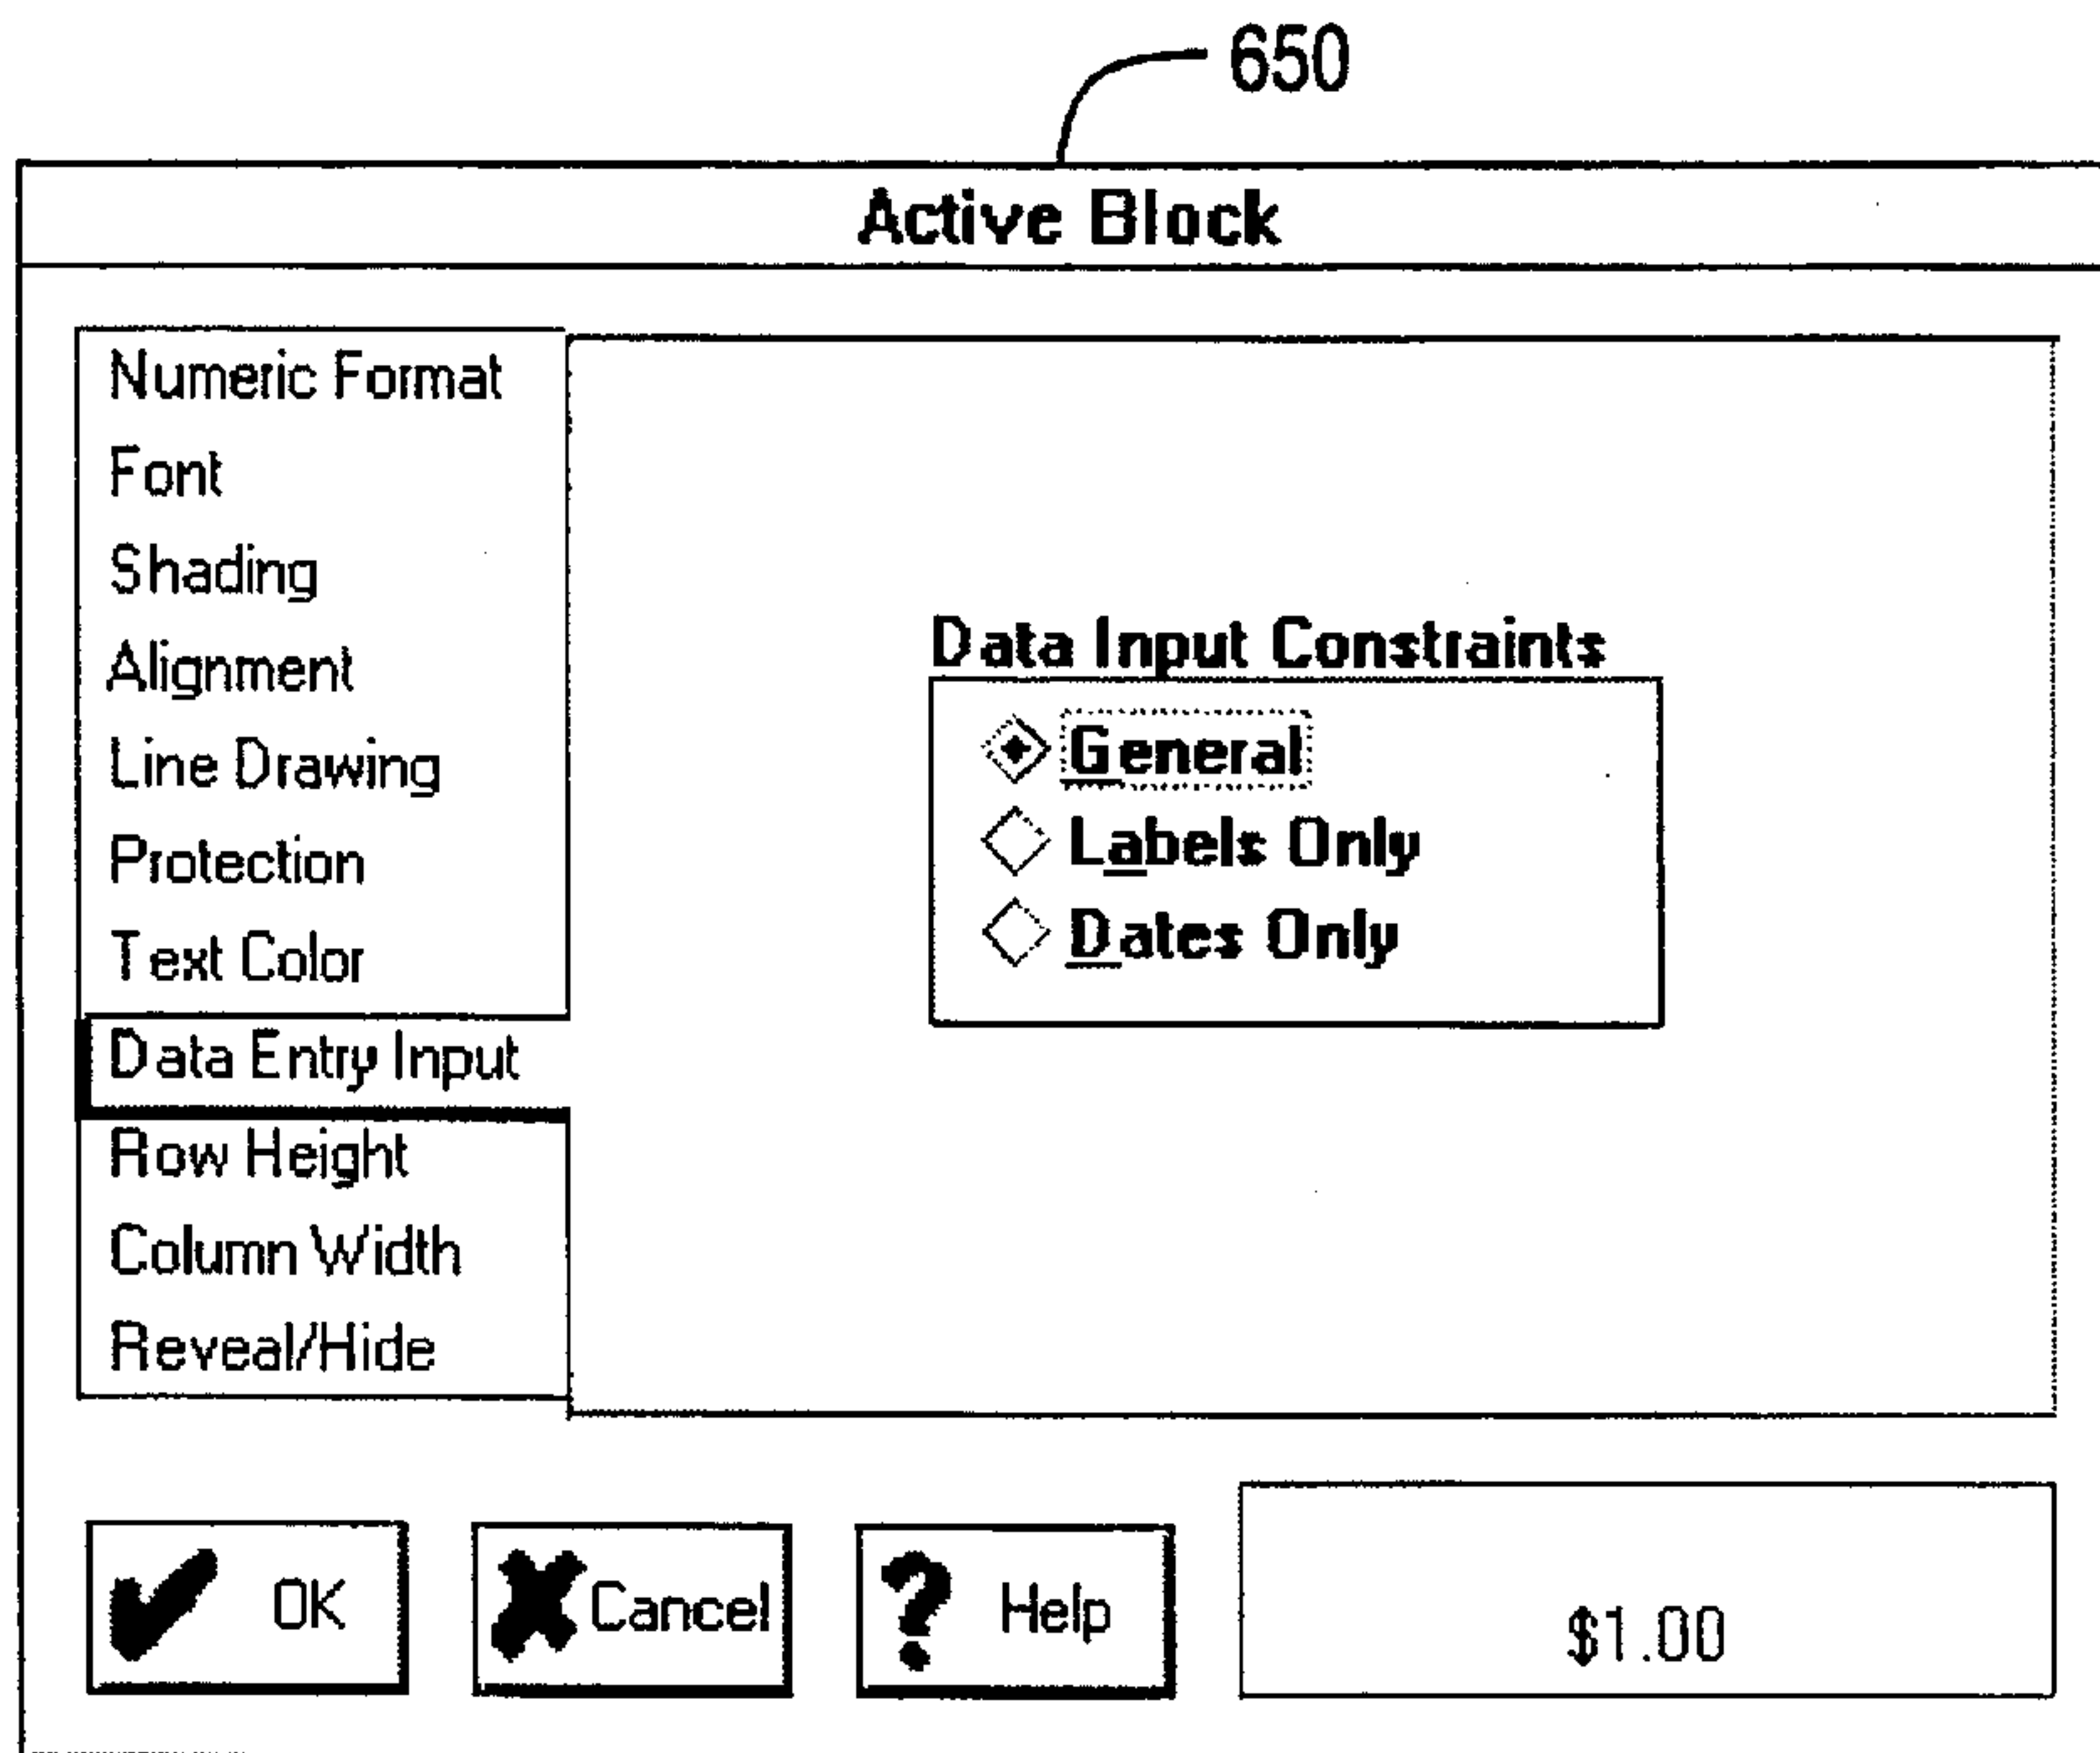 650
Active Block
Numeric Format
Font
Shading
Alignment
Line Drawing
Protection
Text Color
Data Entry Input
Row Height
Column Width
Reveal/Hide
Data Input Constraints
General
Labels Only
Dates Only
OK
Cancel
? Help
$1.00